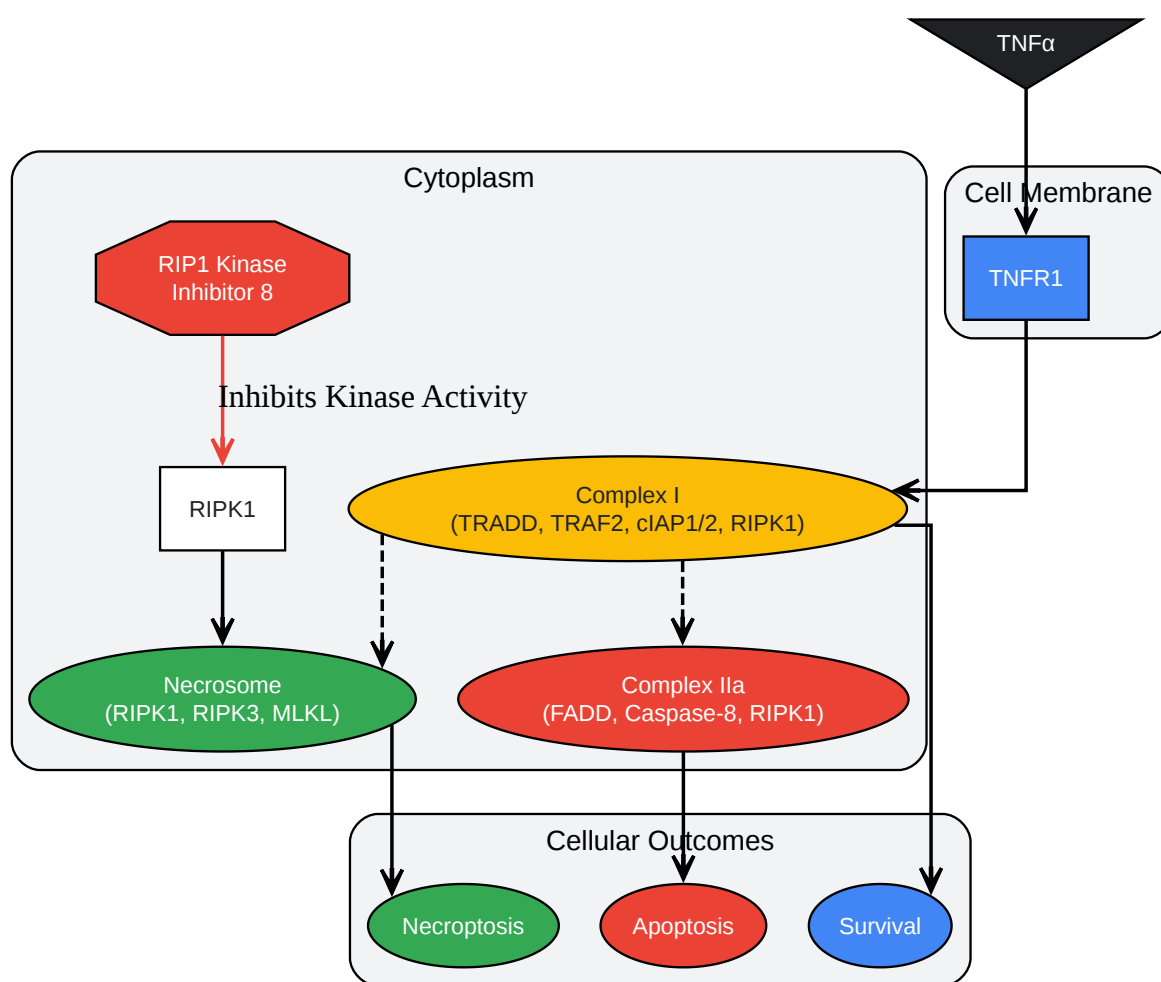 TNFα
Cytoplasm
Cell Membrane
RIP1 Kinase
Inhibitor 8
TNFR1
Inhibits Kinase Activity
RIPK1
Complex I
(TRADD, TRAF2, cIAP1/2, RIPK1)
Necrosome
(RIPK1, RIPK3, MLKL)
Complex IIa
(FADD, Caspase-8, RIPK1)
Cellular Outcomes
Necroptosis
Apoptosis
Survival